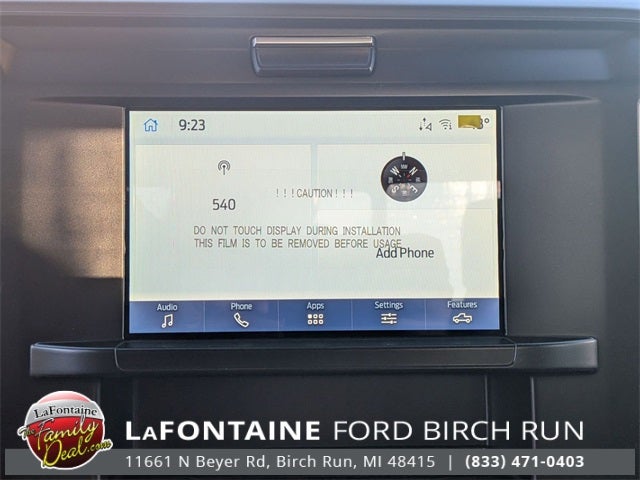 9:23
540
! ! ! CAUTION ! ! !
DO NOT TOUCH DISPLAY DURING INSTALLATION
THIS FILM IS TO BE REMOVED BEFORE USAGE
Add Phone
Audio Phone Apps Settings Features
LaFontaine
The Family
Deal.com
LAFONTAINE FORD BIRCH RUN
11661 N Beyer Rd, Birch Run, MI 48415 | (833) 471-0403